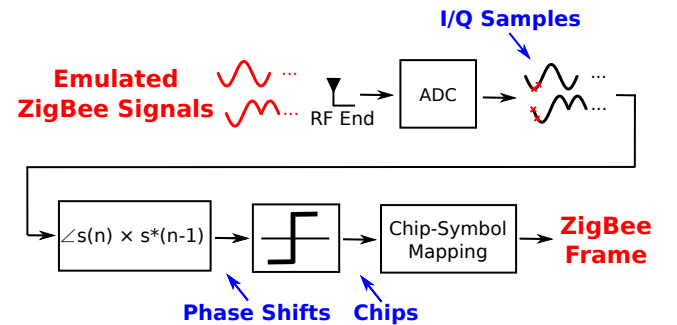 I/Q Samples
Emulated
ZigBee Signals
...
...
RF End
ADC
...
...
∠s(n) × s*(n-1)
Chip-Symbol
Mapping
ZigBee
Frame
Phase Shifts
Chips